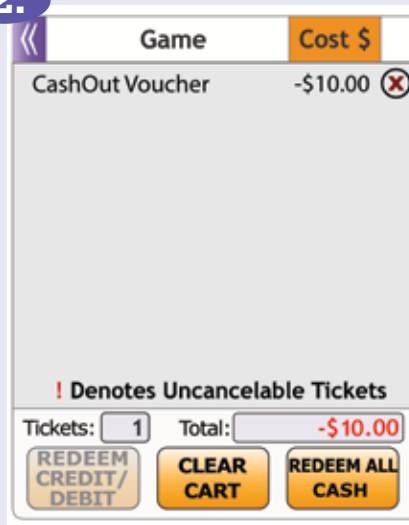 4.
Game Cost $
CashOut Voucher -$10.00
! Denotes Uncancelable Tickets
Tickets: 1 Total: -$10.00
REDEEM
CREDIT/
DEBIT
CLEAR
CART
REDEEM ALL
CASH